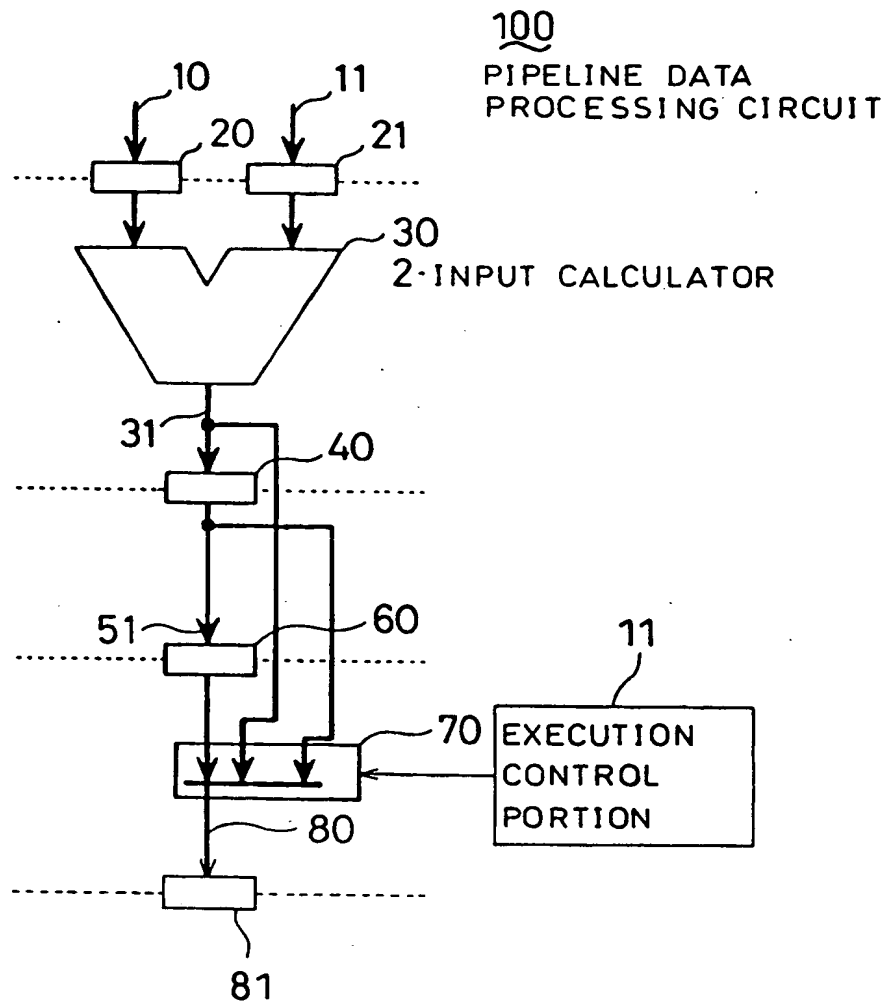 100
PIPELINE DATA
PROCESSING CIRCUIT
10
11
20
21
30
2-INPUT CALCULATOR
31
40
51
60
11
70
EXECUTION
CONTROL
PORTION
80
81